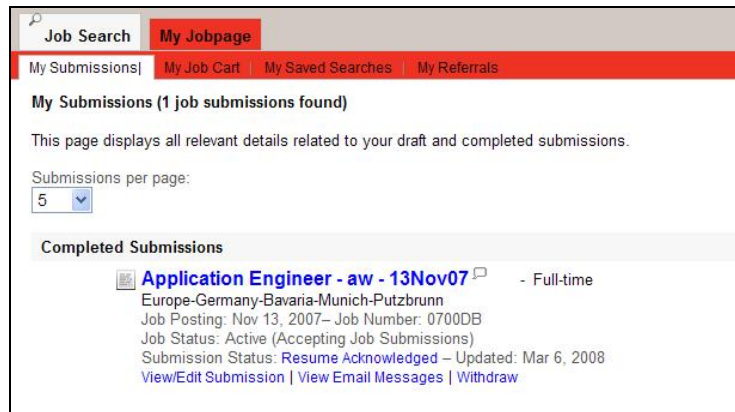 Job Search My Jobpage
My Submissions| My Job Cart | My Saved Searches | My Referrals
My Submissions (1 job submissions found)
This page displays all relevant details related to your draft and completed submissions.
Submissions per page:
5
Completed Submissions
Application Engineer - aw - 13Nov07 - Full-time
Europe-Germany-Bavaria-Munich-Putzbrunn
Job Posting: Nov 13, 2007– Job Number: 0700DB
Job Status: Active (Accepting Job Submissions)
Submission Status: Resume Acknowledged – Updated: Mar 6, 2008
View/Edit Submission | View Email Messages | Withdraw